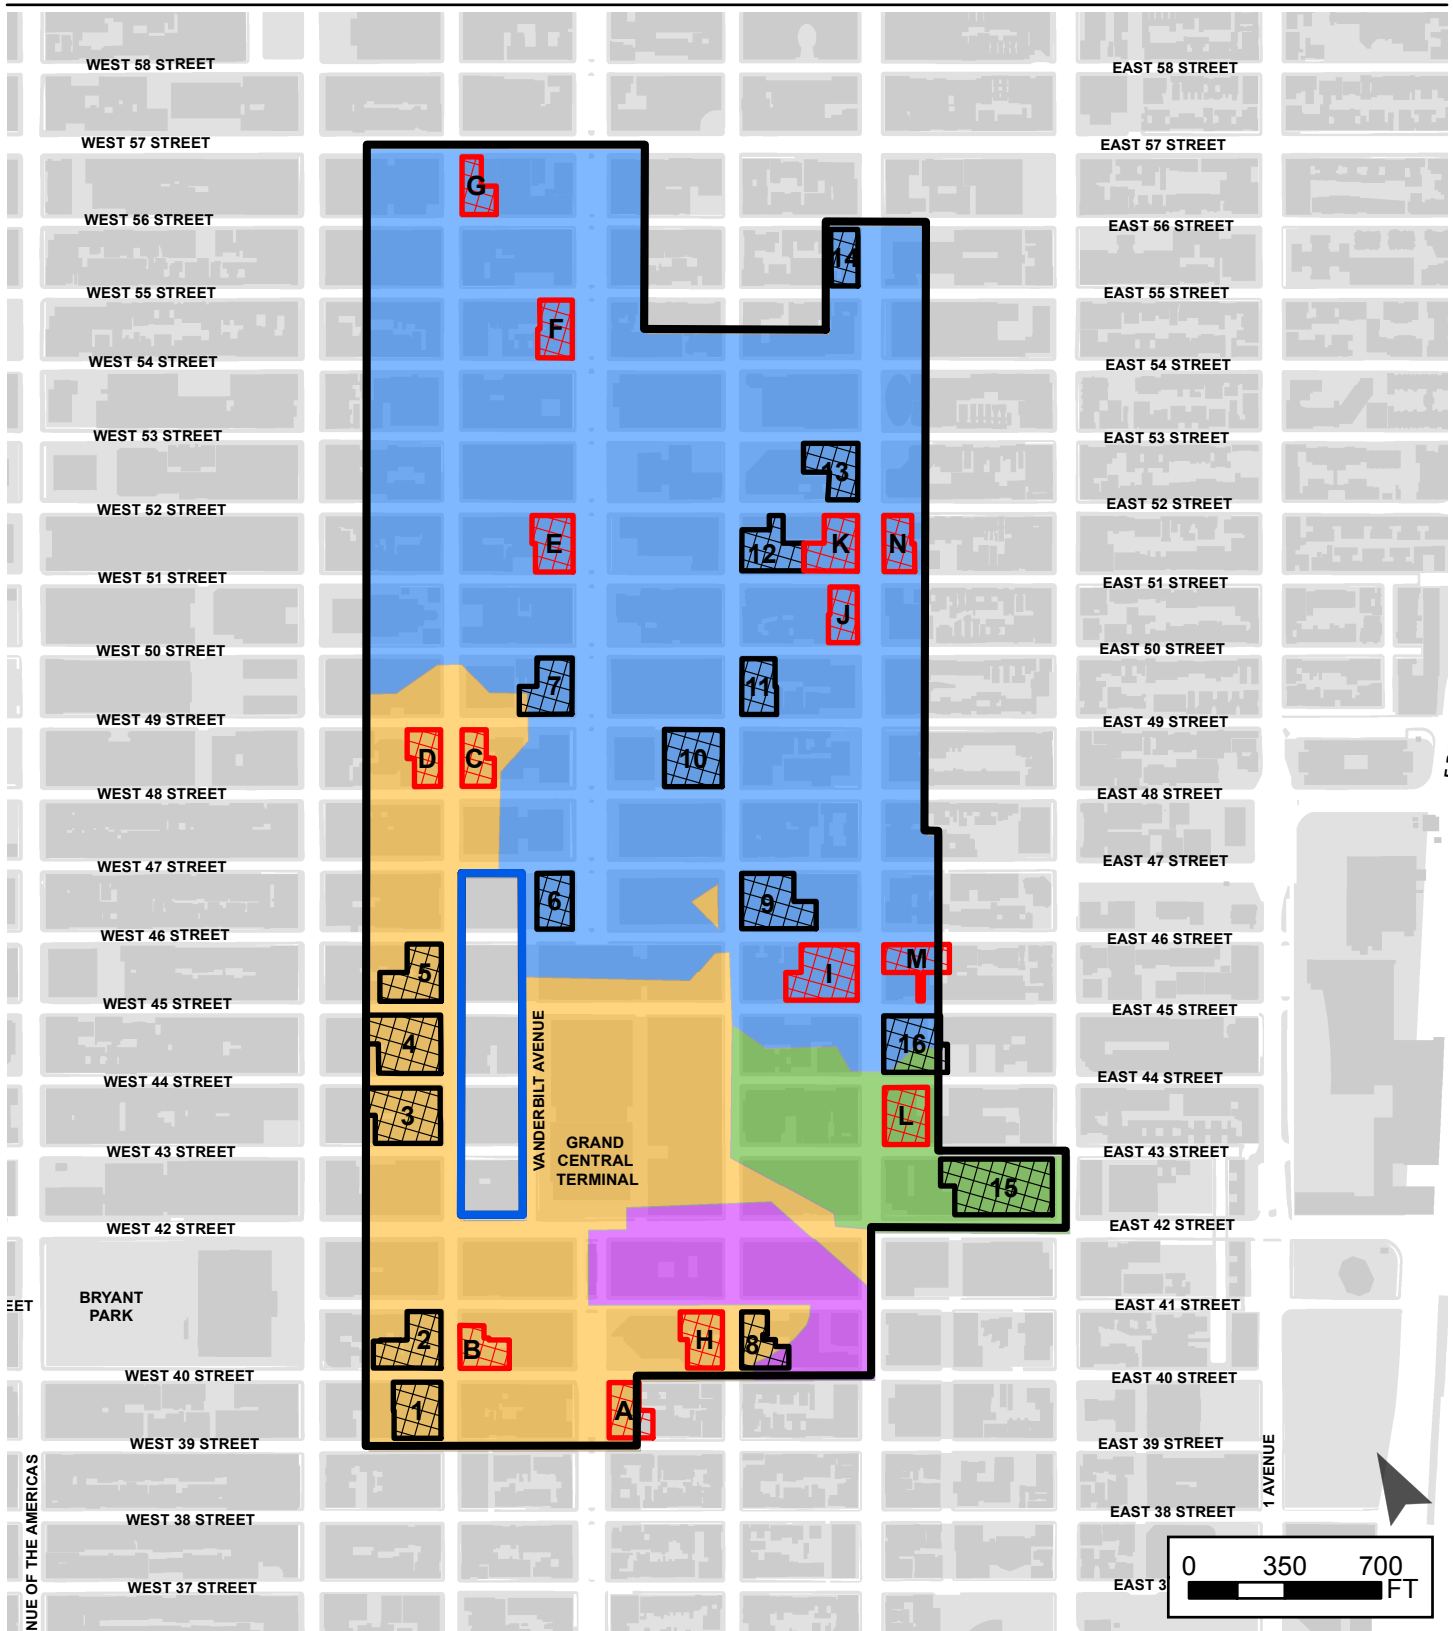 WEST 58 STREET
EAST 58 STREET
WEST 57 STREET
EAST 57 STREET
G
WEST 56 STREET
EAST 56 STREET
14
WEST 55 STREET
EAST 55 STREET
F
WEST 54 STREET
EAST 54 STREET
WEST 53 STREET
EAST 53 STREET
13
WEST 52 STREET
EAST 52 STREET
E
12
K
N
WEST 51 STREET
EAST 51 STREET
J
WEST 50 STREET
EAST 50 STREET
7
11
WEST 49 STREET
EAST 49 STREET
D
C
10
WEST 48 STREET
EAST 48 STREET
WEST 47 STREET
EAST 47 STREET
6
9
WEST 46 STREET
EAST 46 STREET
5
I
M
WEST 45 STREET
EAST 45 STREET
4
16
VANDERBILT AVENUE
WEST 44 STREET
EAST 44 STREET
3
L
GRAND
CENTRAL
TERMINAL
WEST 43 STREET
EAST 43 STREET
15
WEST 42 STREET
EAST 42 STREET
BRYANT
PARK
EET
EAST 41 STREET
2
B
H
8
WEST 40 STREET
EAST 40 STREET
1
A
WEST 39 STREET
EAST 39 STREET
NUE OF THE AMERICAS
1 AVENUE
WEST 38 STREET
EAST 38 STREET
WEST 37 STREET
EAST 3
0 350 700
FT